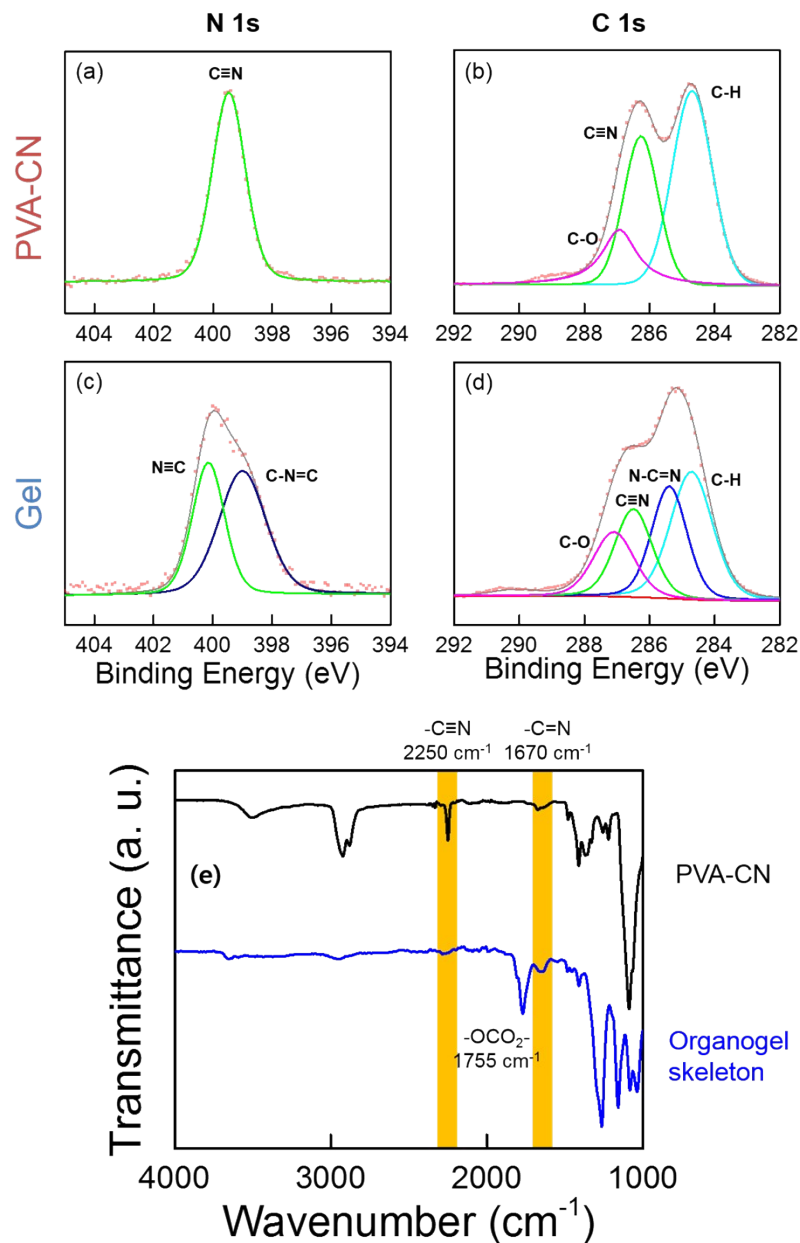 N 1s
C 1s
PVA-CN
(a)
C≡N
404 402 400 398 396 394
(b)
C-H
C≡N
C-O
292 290 288 286 284 282
Gel
(c)
N≡C
C-N=C
404 402 400 398 396 394
Binding Energy (eV)
(d)
N-C=N
C-H
C≡N
C-O
292 290 288 286 284 282
Binding Energy (eV)
-C≡N
2250 cm⁻¹
-C=N
1670 cm⁻¹
Transmittance (a. u.)
(e)
PVA-CN
-OCO₂-
1755 cm⁻¹
Organogel
skeleton
4000 3000 2000 1000
Wavenumber (cm⁻¹)